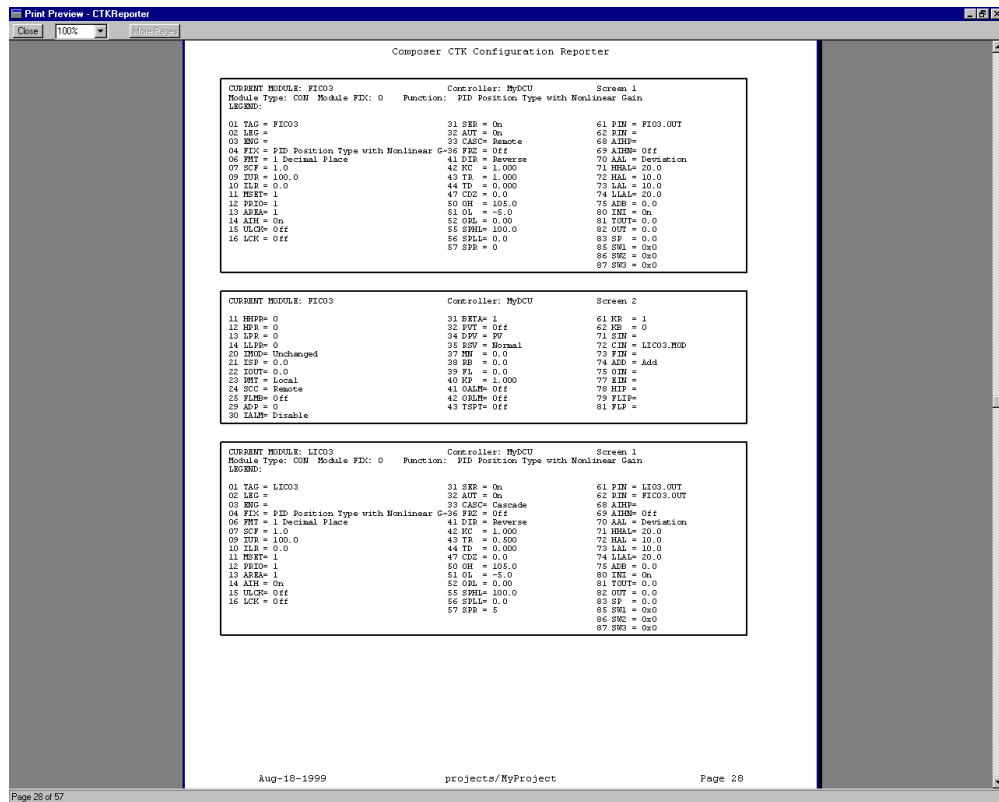 Print Preview - CTKReporter
Close 100% More Pages
Composer CTK Configuration Reporter
CURRENT MODULE: FIC03 Controller: MyDCU Screen 1
Module Type: CON Module FIX: 0 Function: PID Position Type with Nonlinear Gain
LEGEND:
01 TAG = FIC03 31 SER = On 61 PIN = FI03.OUT
02 LEG = 32 AUT = On 62 RIN =
03 ENG = 33 CASC= Remote 68 AIHP=
04 FIX = PID Position Type with Nonlinear G~36 FRZ = Off 69 AIHN= Off
06 FMT = 1 Decimal Place 41 DIR = Reverse 70 AAL = Deviation
07 SCF = 1.0 42 KC = 1.000 71 HHAL= 20.0
09 IUR = 100.0 43 TR = 1.000 72 HAL = 10.0
10 ILR = 0.0 44 TD = 0.000 73 LAL = 10.0
11 MSET= 1 47 CDZ = 0.0 74 LLAL= 20.0
12 PRIO= 1 50 OH = 105.0 75 ADB = 0.0
13 AREA= 1 51 OL = -5.0 80 INI = On
14 AIH = On 52 ORL = 0.00 81 TOUT= 0.0
15 ULCK= Off 55 SPHL= 100.0 82 OUT = 0.0
16 LCK = Off 56 SPLL= 0.0 83 SP = 0.0
57 SPR = 0 85 SW1 = 0x0
86 SW2 = 0x0
87 SW3 = 0x0
CURRENT MODULE: FIC03 Controller: MyDCU Screen 2
11 HHPR= 0 31 BETA= 1 61 KR = 1
12 HPR = 0 32 PVT = Off 62 KB = 0
13 LPR = 0 34 DPV = PV 71 SIN =
14 LLPR= 0 35 RSV = Normal 72 CIN = LIC03.MOD
20 IMOD= Unchanged 37 MN = 0.0 73 FIN =
21 ISP = 0.0 38 RB = 0.0 74 ADD = Add
22 IOUT= 0.0 39 FL = 0.0 75 OIN =
23 RMT = Local 40 KP = 1.000 77 EIN =
24 SCC = Remote 41 OALM= Off 78 HIP =
25 FLMB= Off 42 ORLM= Off 79 FLIP=
29 ADP = 0 43 TSPT= Off 81 FLP =
30 IALM= Disable
CURRENT MODULE: LIC03 Controller: MyDCU Screen 1
Module Type: CON Module FIX: 0 Function: PID Position Type with Nonlinear Gain
LEGEND:
01 TAG = LIC03 31 SER = On 61 PIN = LI03.OUT
02 LEG = 32 AUT = On 62 RIN = FIC03.OUT
03 ENG = 33 CASC= Cascade 68 AIHP=
04 FIX = PID Position Type with Nonlinear G~36 FRZ = Off 69 AIHN= Off
06 FMT = 1 Decimal Place 41 DIR = Reverse 70 AAL = Deviation
07 SCF = 1.0 42 KC = 1.000 71 HHAL= 20.0
09 IUR = 100.0 43 TR = 0.500 72 HAL = 10.0
10 ILR = 0.0 44 TD = 0.000 73 LAL = 10.0
11 MSET= 1 47 CDZ = 0.0 74 LLAL= 20.0
12 PRIO= 1 50 OH = 105.0 75 ADB = 0.0
13 AREA= 1 51 OL = -5.0 80 INI = On
14 AIH = On 52 ORL = 0.00 81 TOUT= 0.0
15 ULCK= Off 55 SPHL= 100.0 82 OUT = 0.0
16 LCK = Off 56 SPLL= 0.0 83 SP = 0.0
57 SPR = 5 85 SW1 = 0x0
86 SW2 = 0x0
87 SW3 = 0x0
Aug-18-1999 projects/MyProject Page 28
Page 28 of 57